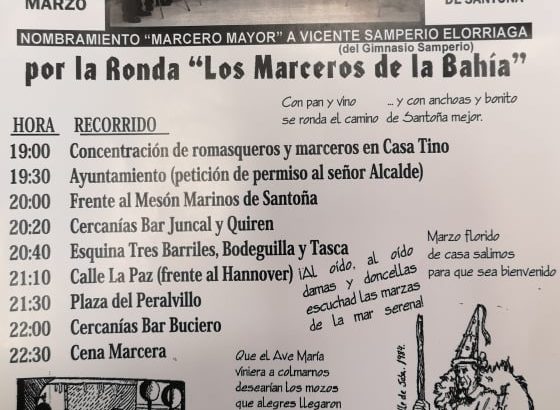 MARZO
DE SANTOÑA
NOMBRAMIENTO "MARCERO MAYOR" A VICENTE SAMPERIO ELORRIAGA
(del Gimnasio Samperio)
por la Ronda "Los Marceros de la Bahía"
Con pan y vino
se ronda el camino
... y con anchoas y bonito
de Santoña mejor.
HORA RECORRIDO
19:00 Concentración de romasqueros y marceros en Casa Tino
19:30 Ayuntamiento (petición de permiso al señor Alcalde)
20:00 Frente al Mesón Marinos de Santoña
20:20 Cercanías Bar Juncal y Quiren
20:40 Esquina Tres Barriles, Bodeguilla y Tasca
21:10 Calle La Paz (frente al Hannover)
21:30 Plaza del Peralvillo
22:00 Cercanías Bar Buciero
22:30 Cena Marcera
¡Al oído, al oído
damas y doncellas
escuchad las marzas
de la mar serena!
Marzo florido
de casa salimos
para que sea bienvenido
Que el Ave María
viniera a colmarnos
desearían los mozos
que alegres llegaron
de Sda. 1984.